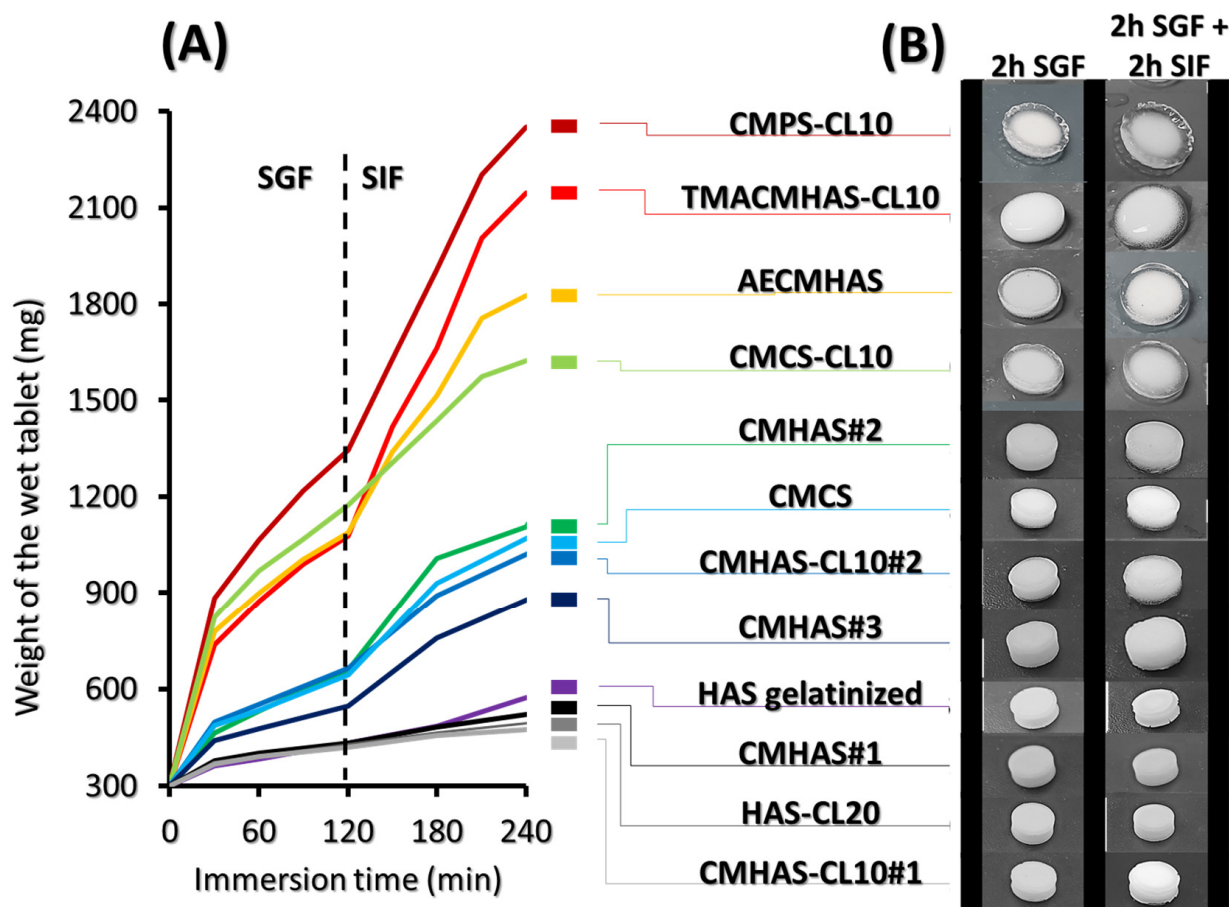 (A)
(B)
2h SGF
2h SGF +
2h SIF
2400
2100
1800
1500
1200
900
600
300
Weight of the wet tablet (mg)
SGF
SIF
0
60
120
180
240
Immersion time (min)
CMPS-CL10
TMACMHAS-CL10
AECMHAS
CMCS-CL10
CMHAS#2
CMCS
CMHAS-CL10#2
CMHAS#3
HAS gelatinized
CMHAS#1
HAS-CL20
CMHAS-CL10#1